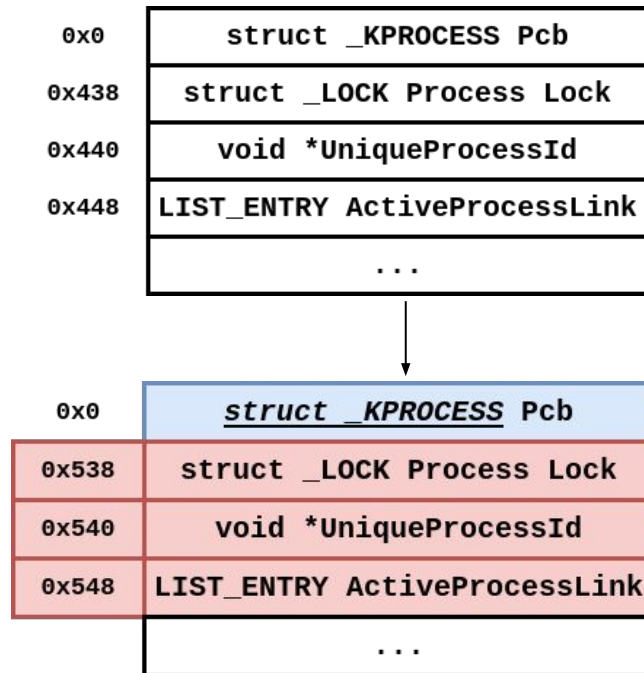 0x0 struct _KPROCESS Pcb
0x438 struct _LOCK Process Lock
0x440 void *UniqueProcessId
0x448 LIST_ENTRY ActiveProcessLink
...
0x0 struct _KPROCESS Pcb
0x538 struct _LOCK Process Lock
0x540 void *UniqueProcessId
0x548 LIST_ENTRY ActiveProcessLink
...